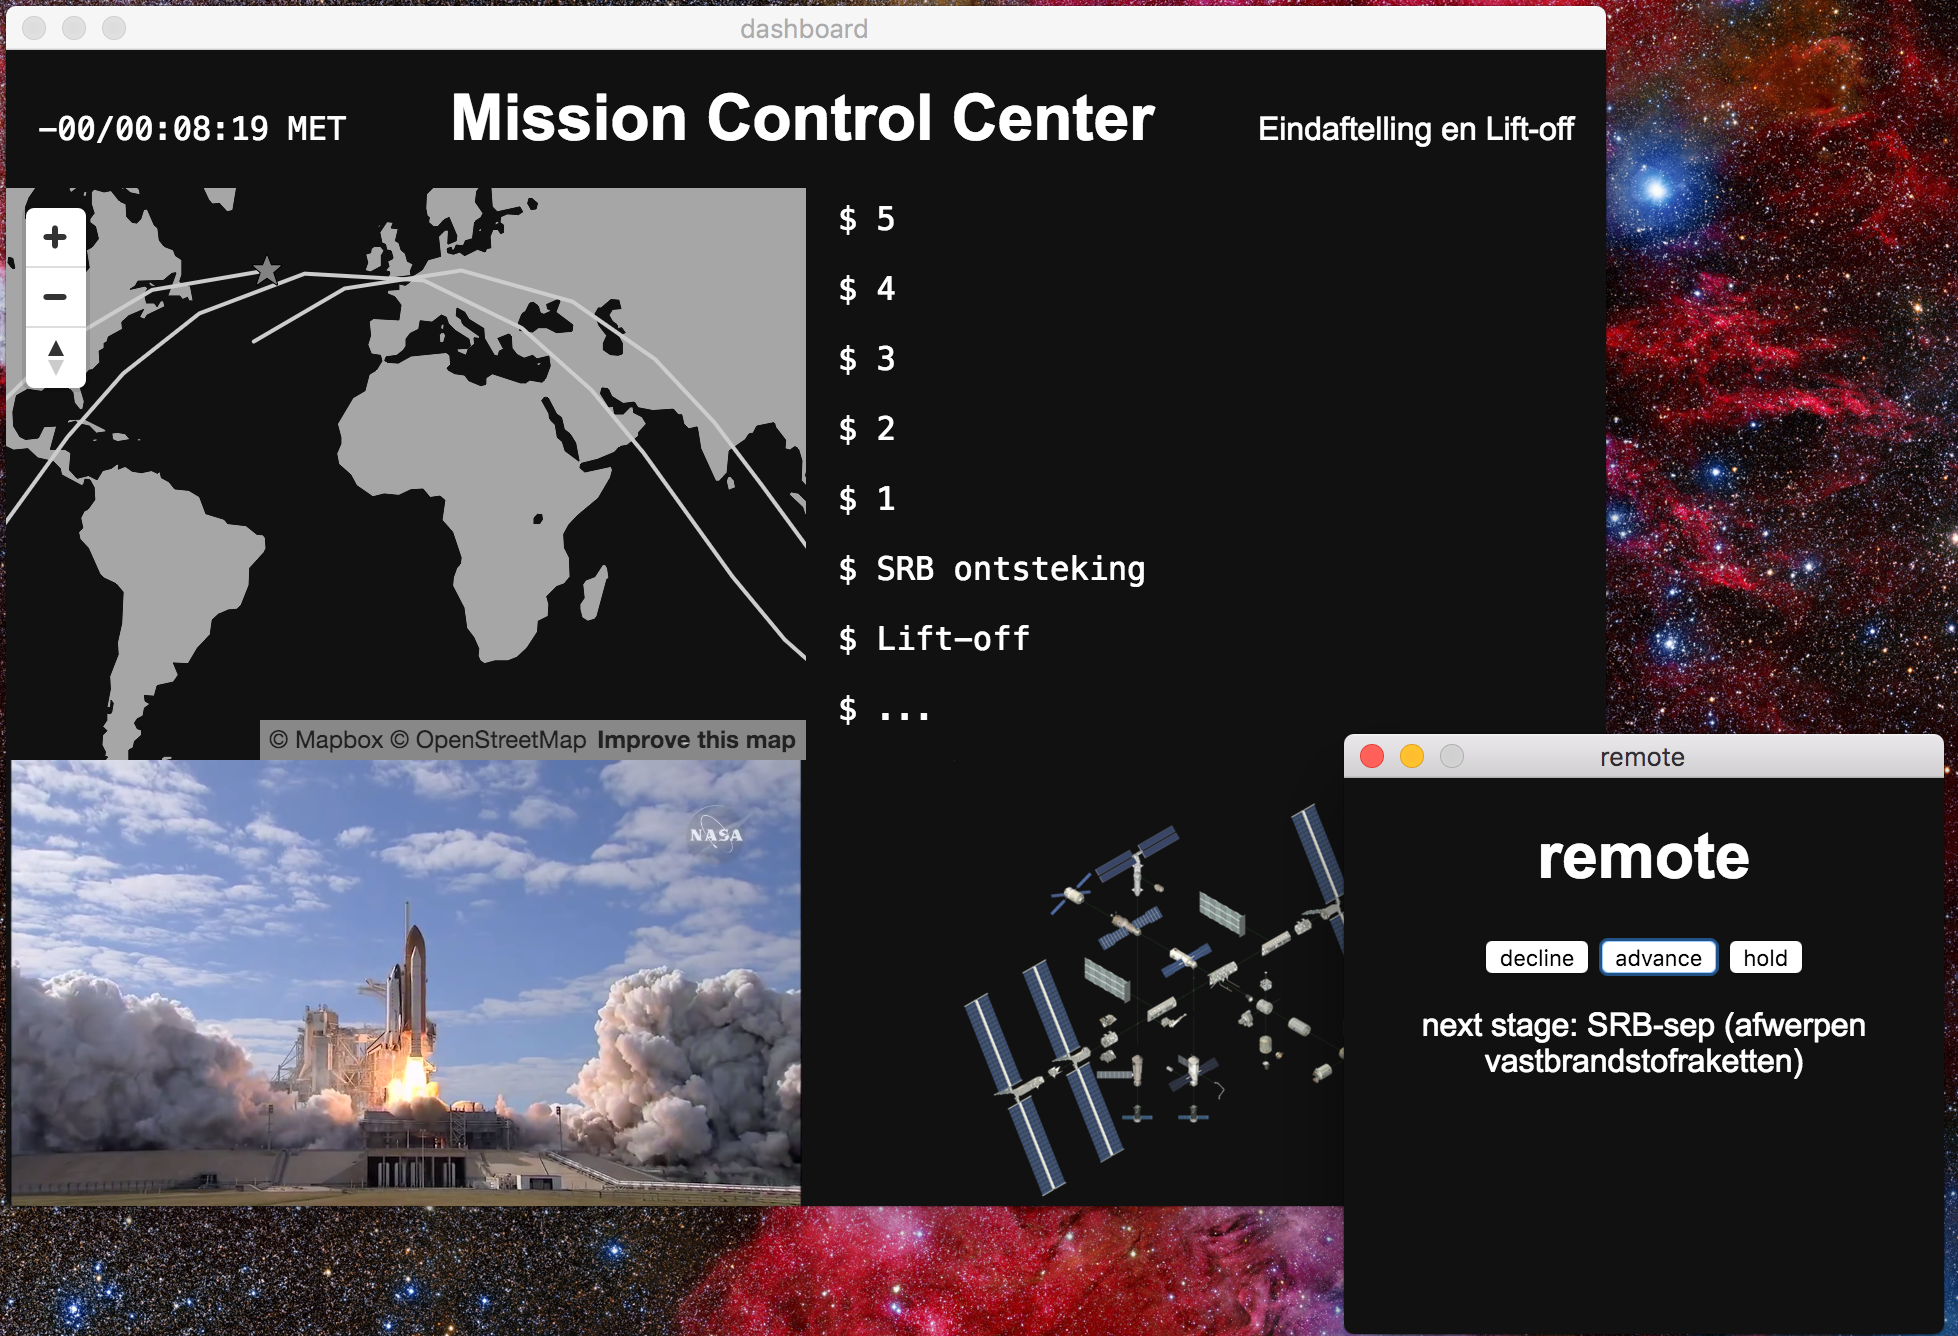 dashboard
−00/00:08:19 MET
Mission Control Center
Eindaftelling en Lift-off
+
−
$ 5
$ 4
$ 3
$ 2
$ 1
$ SRB ontsteking
$ Lift−off
$ ...
© Mapbox © OpenStreetMap Improve this map
NASA
remote
remote
decline advance hold
next stage: SRB-sep (afwerpen
vastbrandstofraketten)